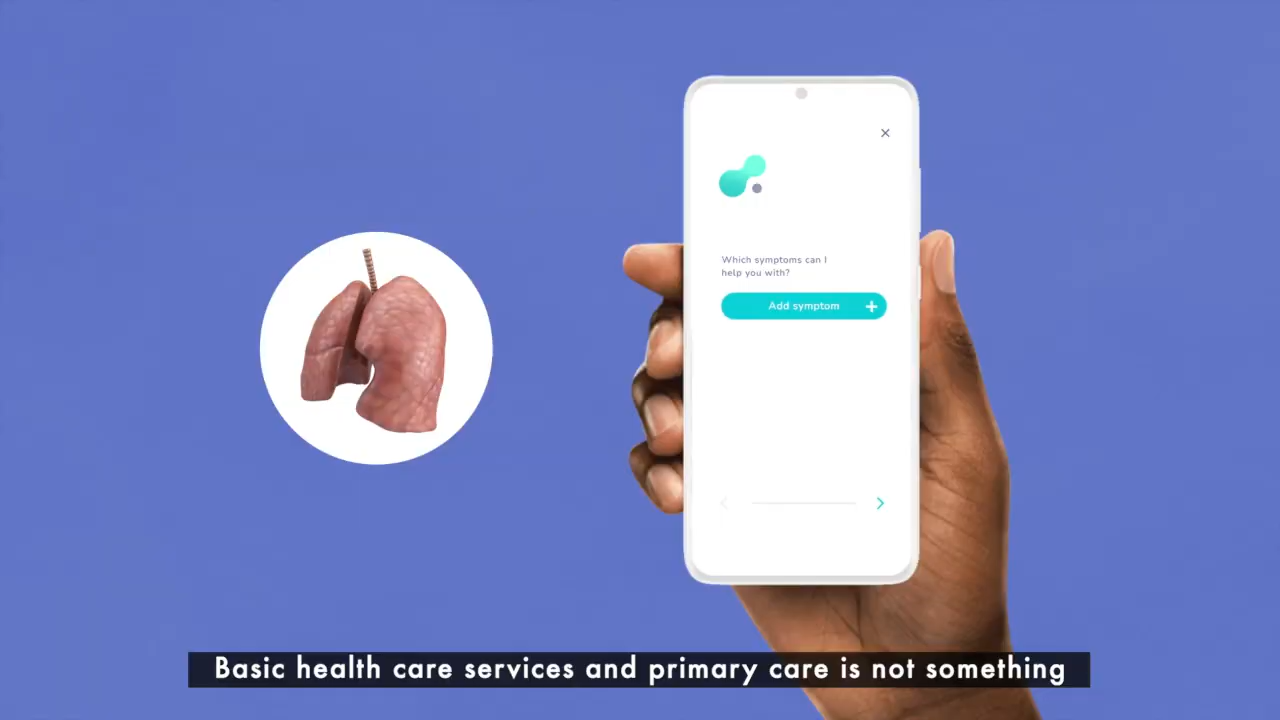 Which symptoms can I
help you with?
Add symptom
Basic health care services and primary care is not something